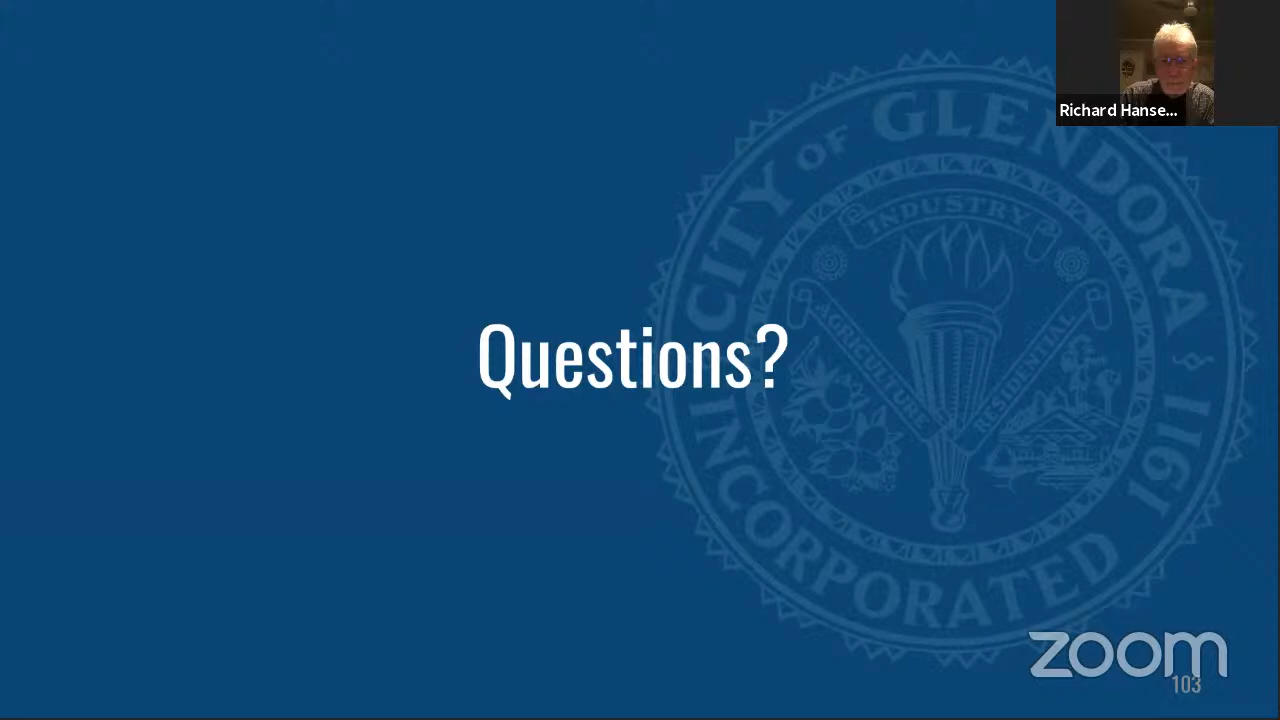 Richard Hanse...
CITY OF GLENDORA
INDUSTRY
AGRICULTURE
RESIDENTIAL
Questions?
INCORPORATED 1911
zoom
103